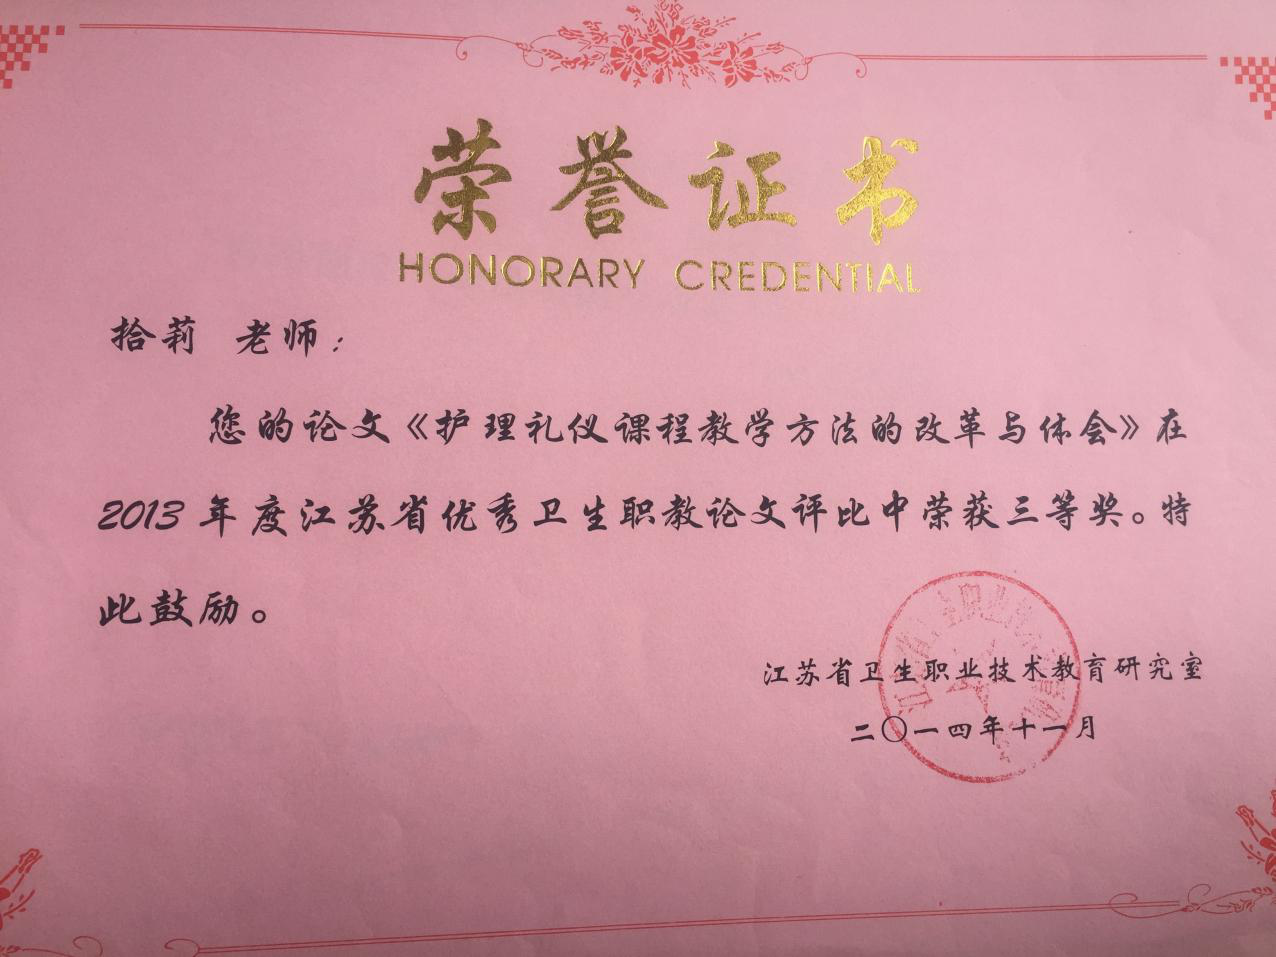 荣誉证书
HONORARY CREDENTIAL
拾莉 老师：
您的论文《护理礼仪课程教学方法的改革与体会》在
2013 年度江苏省优秀卫生职教论文评比中荣获三等奖。特
此鼓励。
江苏省卫生职业技术教育研究室
二〇一四年十一月